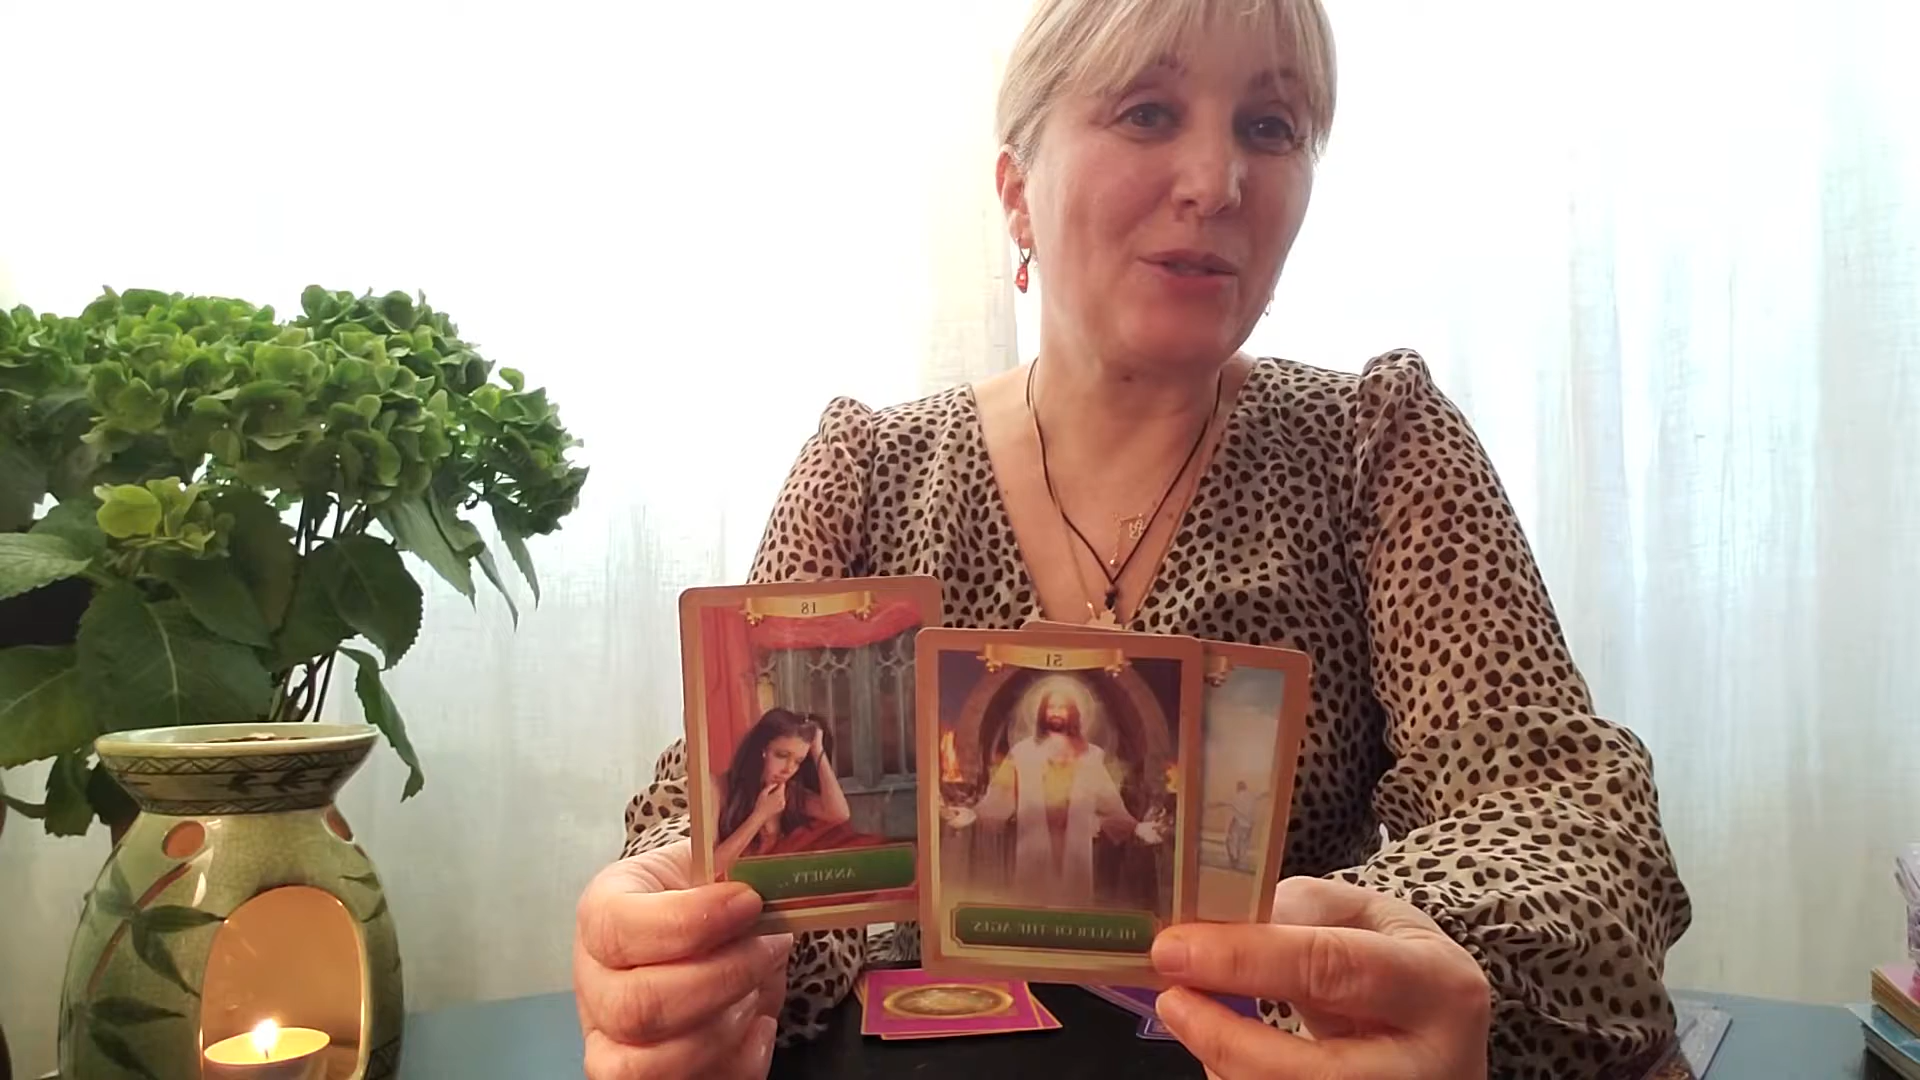 18
ANXIETY
51
HEALER OF THE AGES